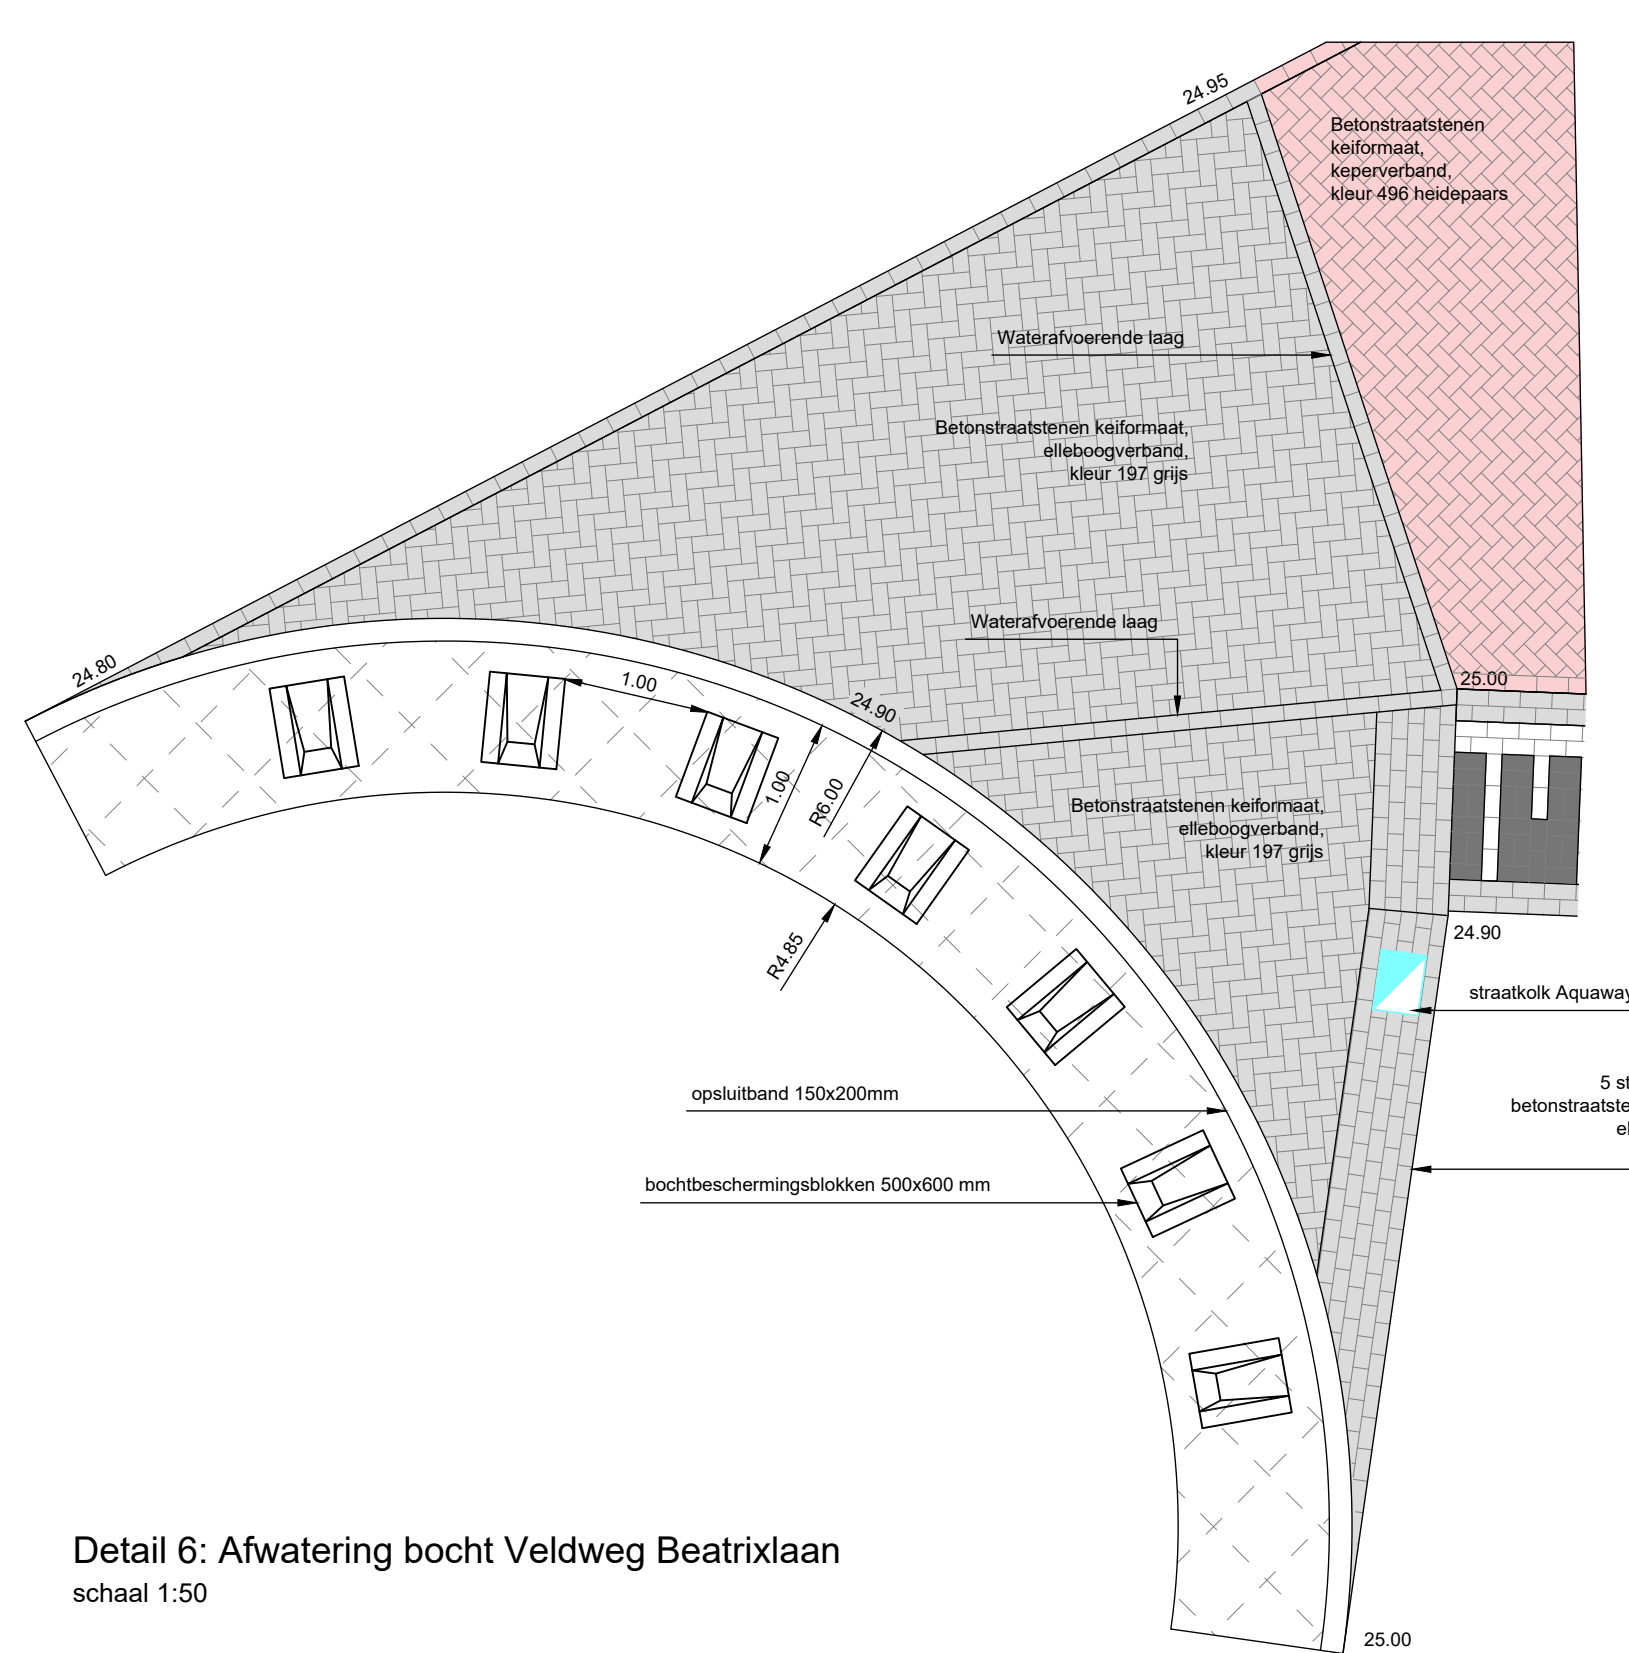 24.95
Betonstraatstenen
keiformaat,
keperverband,
kleur 496 heidepaars
Waterafvoerende laag
Betonstraatstenen keiformaat,
elleboogverband,
kleur 197 grijs
Waterafvoerende laag
24.80
1.00
25.00
24.90
1.00
R6.00
Betonstraatstenen keiformaat,
elleboogverband,
kleur 197 grijs
24.90
R4.85
straatkolk Aquaway
5 st
betonstraatste
el
opsluitband 150x200mm
bochtbeschermingsblokken 500x600 mm
Detail 6: Afwatering bocht Veldweg Beatrixlaan
schaal 1:50
25.00